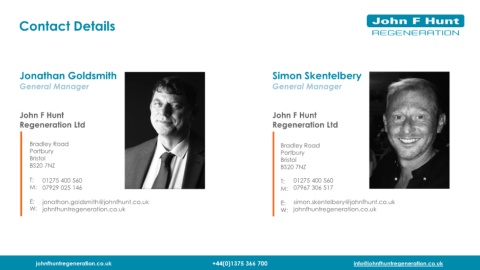 Contact Details
John F Hunt
REGENERATION
Jonathan Goldsmith
General Manager
John F Hunt
Regeneration Ltd
Bradley Road
Portbury
Bristol
BS20 7NZ
T: 01275 400 560
M: 07929 025 146
E: jonathan.goldsmith@johnfhunt.co.uk
W: johnfhuntregeneration.co.uk
Simon Skentelbery
General Manager
John F Hunt
Regeneration Ltd
Bradley Road
Portbury
Bristol
BS20 7NZ
T: 01275 400 560
M: 07967 306 517
E: simon.skentelbery@johnfhunt.co.uk
W: johnfhuntregeneration.co.uk
johnfhuntregeneration.co.uk
+44(0)1375 366 700
info@johnfhuntregeneration.co.uk